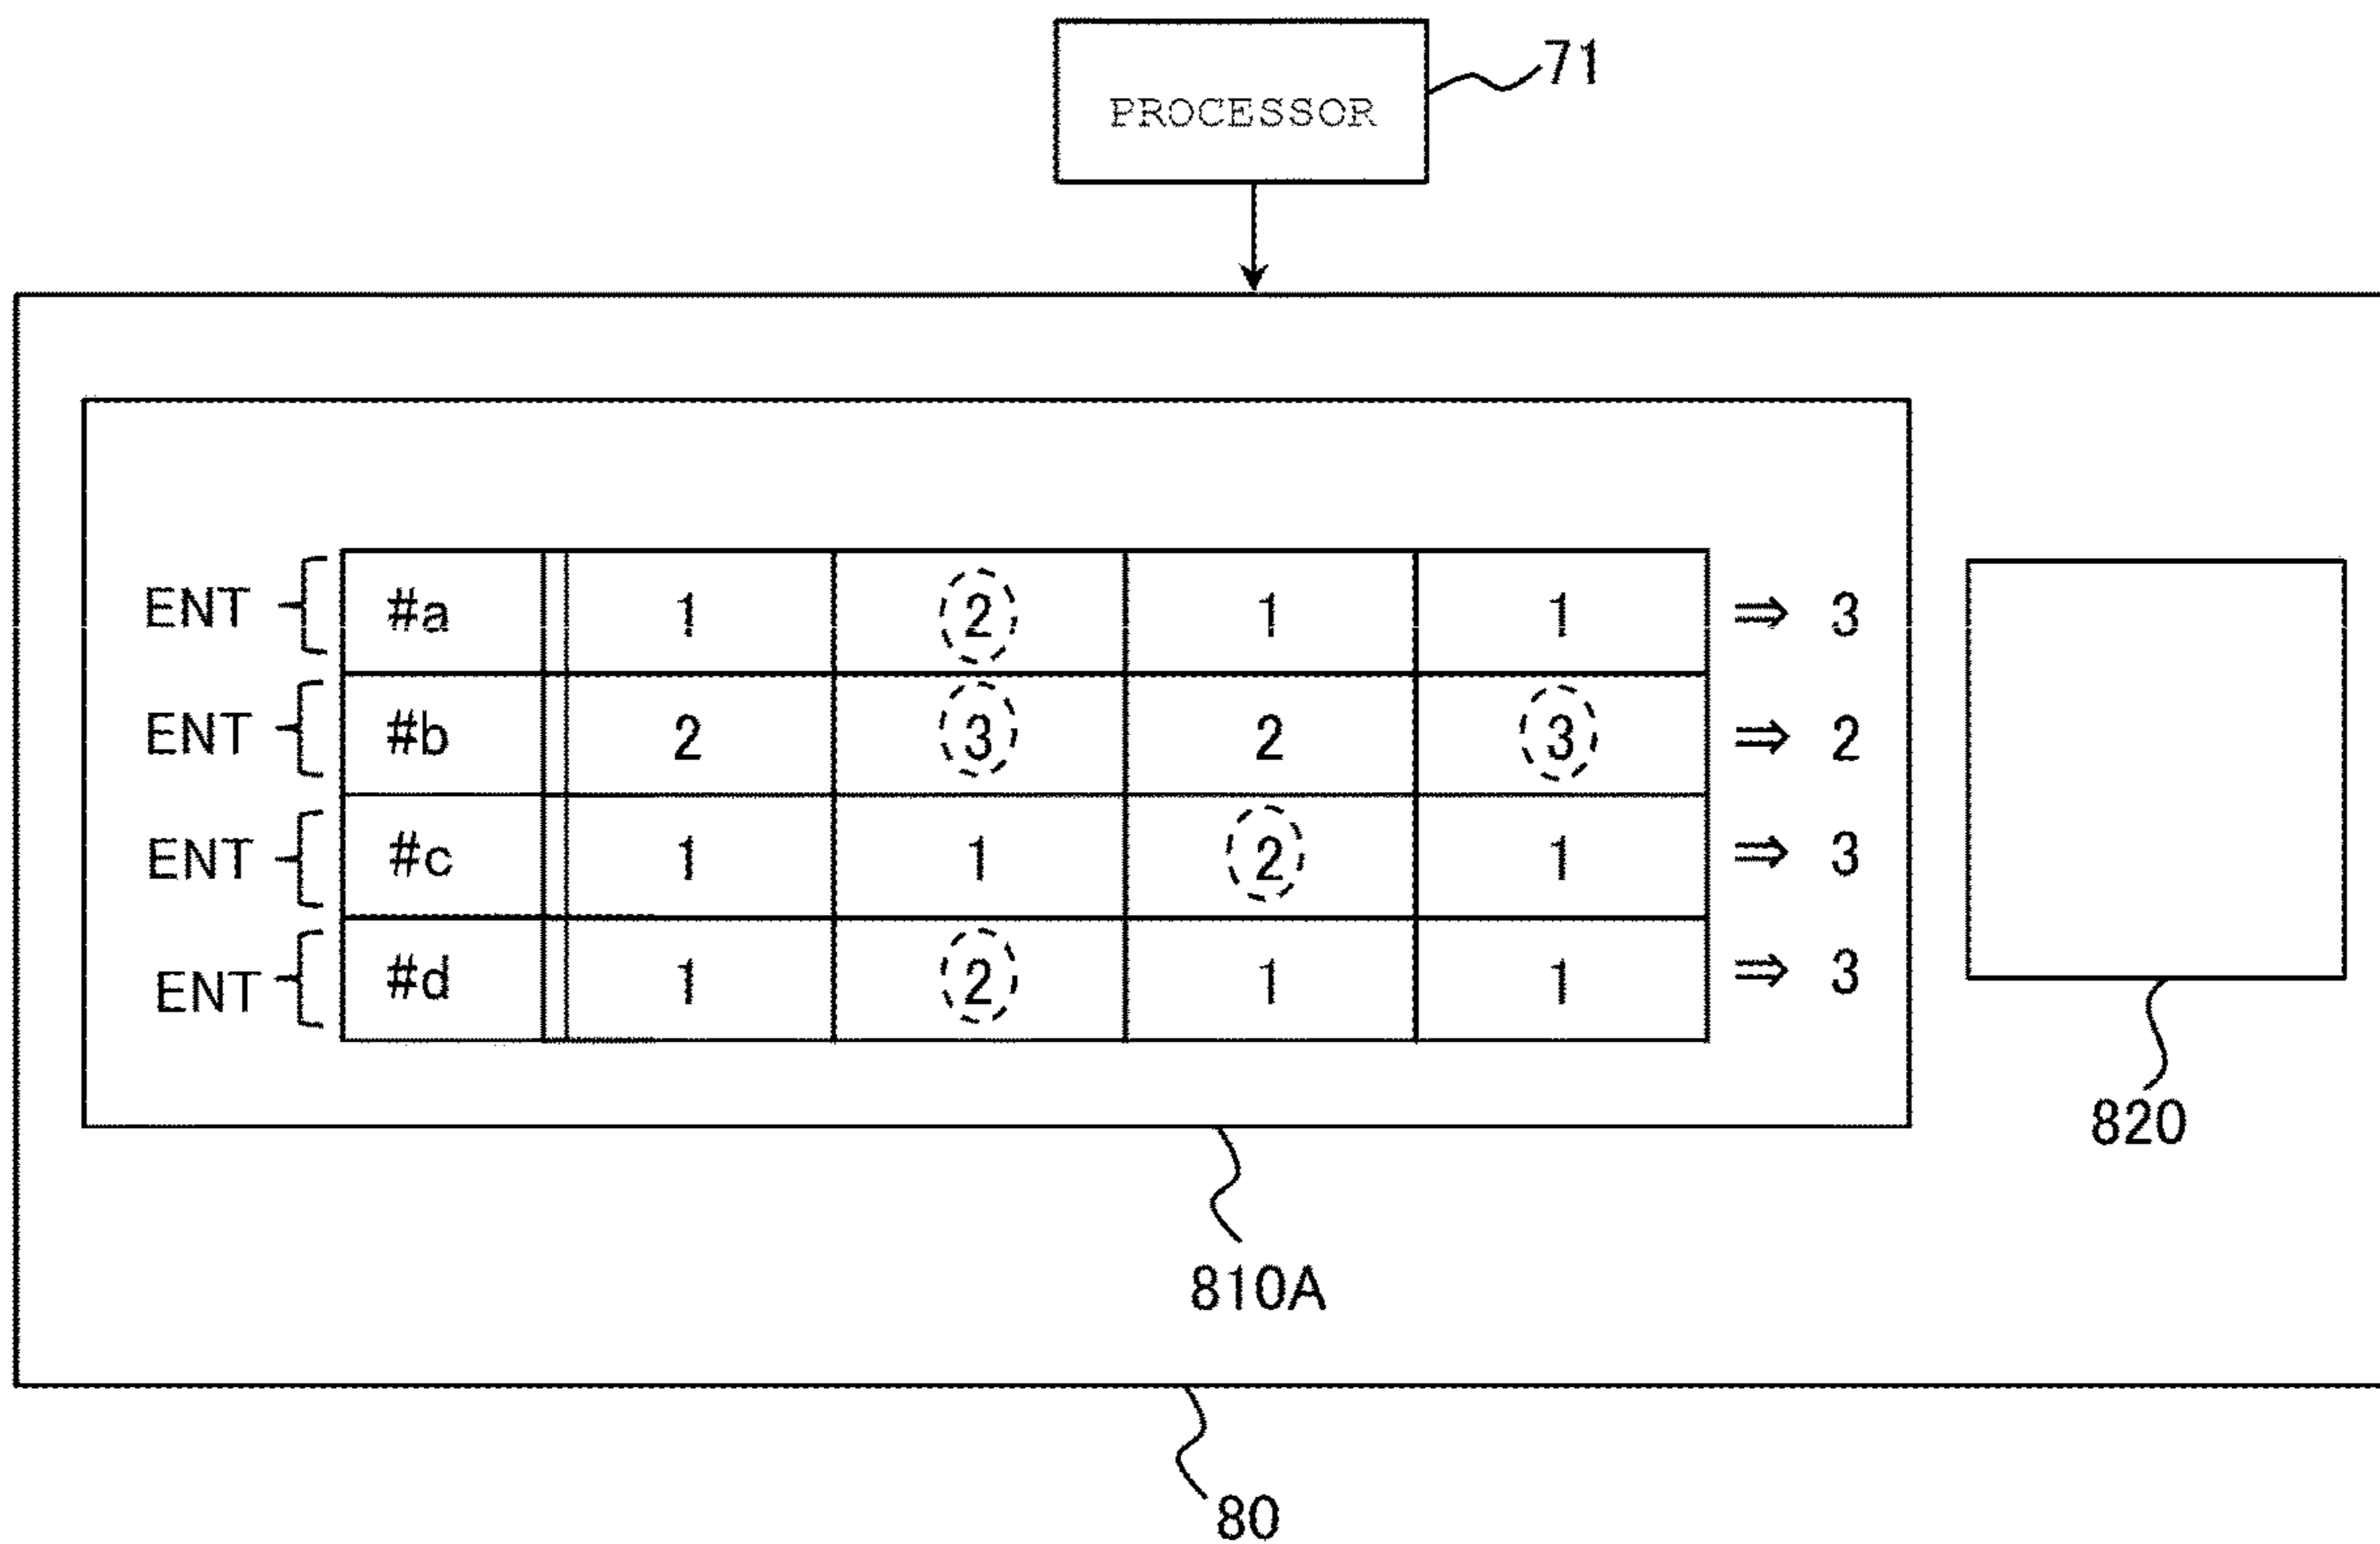 71
PROCESSOR
ENT #a 1 2 1 1 ⇒ 3
ENT #b 2 3 2 3 ⇒ 2
ENT #c 1 1 2 1 ⇒ 3
ENT #d 1 2 1 1 ⇒ 3
820
810A
80